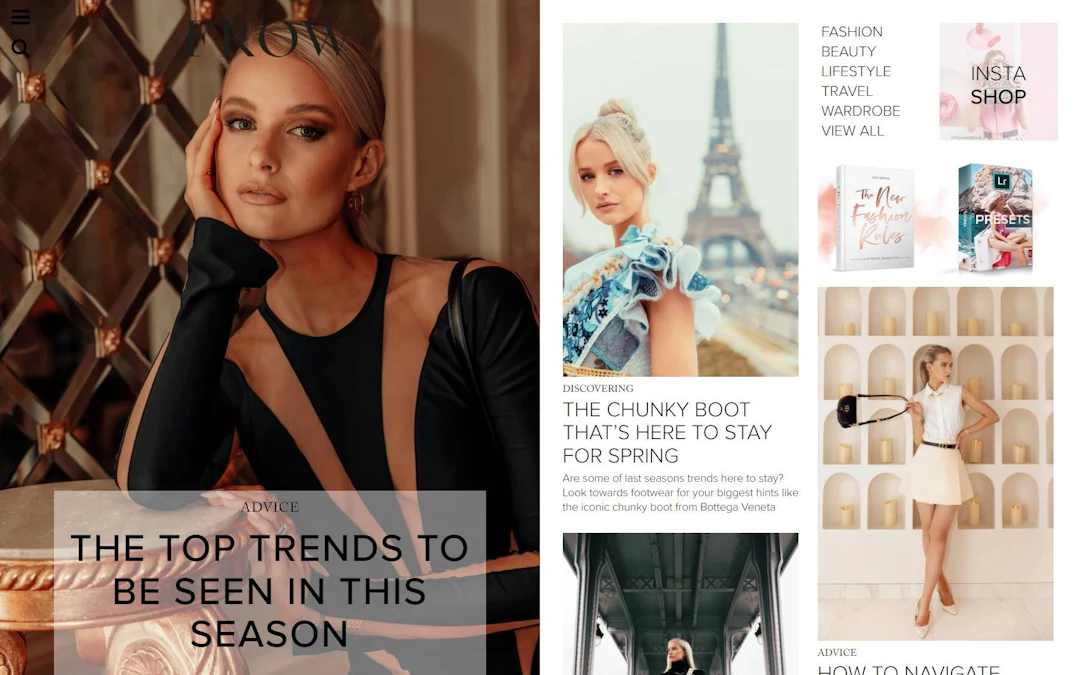 FROW
ADVICE
THE TOP TRENDS TO
BE SEEN IN THIS
SEASON
DISCOVERING
THE CHUNKY BOOT
THAT'S HERE TO STAY
FOR SPRING
Are some of last seasons trends here to stay?
Look towards footwear for your biggest hints like
the iconic chunky boot from Bottega Veneta
FASHION
BEAUTY
LIFESTYLE
TRAVEL
WARDROBE
VIEW ALL
INSTA
SHOP
The New
Fashion
Rules
Lr
PRESETS
ADVICE
HOW TO NAVIGATE